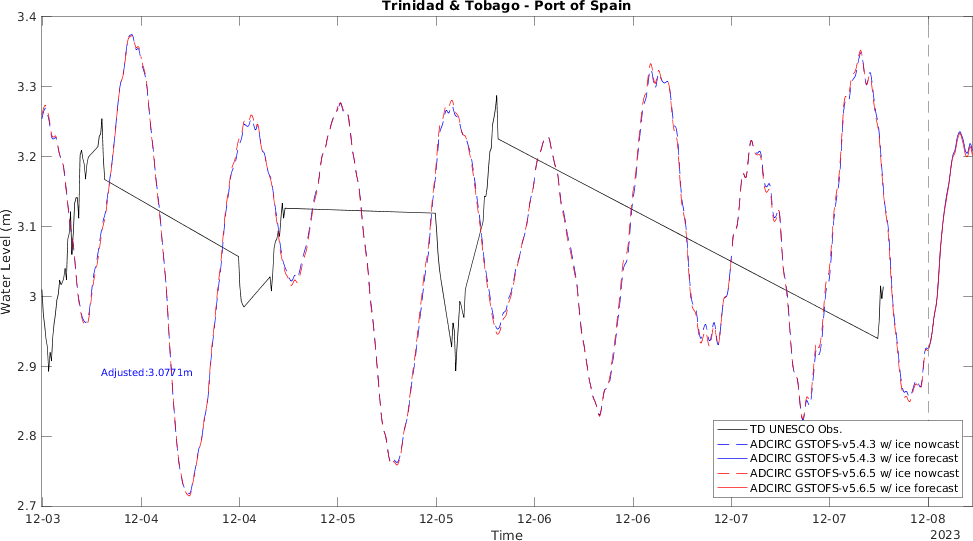 Trinidad & Tobago - Port of Spain
3.4
3.3
3.2
3.1
3
2.9
2.8
2.7
Water Level (m)
Adjusted:3.0771m
TD UNESCO Obs.
ADCIRC GSTOFS-v5.4.3 w/ ice nowcast
ADCIRC GSTOFS-v5.4.3 w/ ice forecast
ADCIRC GSTOFS-v5.6.5 w/ ice nowcast
ADCIRC GSTOFS-v5.6.5 w/ ice forecast
12-03 12-04 12-04 12-05 12-05 12-06 12-06 12-07 12-07 12-08
Time
2023